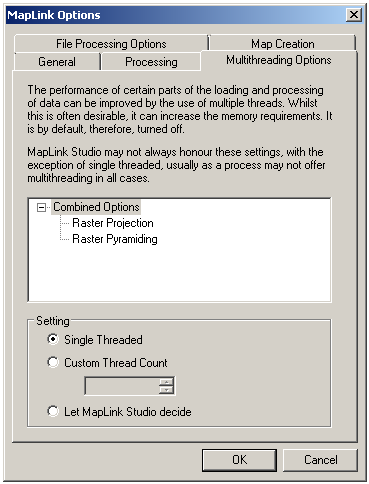 MapLink Options
File Processing Options
Map Creation
General
Processing
Multithreading Options
The performance of certain parts of the loading and processing
of data can be improved by the use of multiple threads. Whilst
this is often desirable, it can increase the memory requirements. It
is by default, therefore, turned off.
MapLink Studio may not always honour these settings, with the
exception of single threaded, usually as a process may not offer
multithreading in all cases.
Combined Options
Raster Projection
Raster Pyramiding
Setting
Single Threaded
Custom Thread Count
Let MapLink Studio decide
OK
Cancel